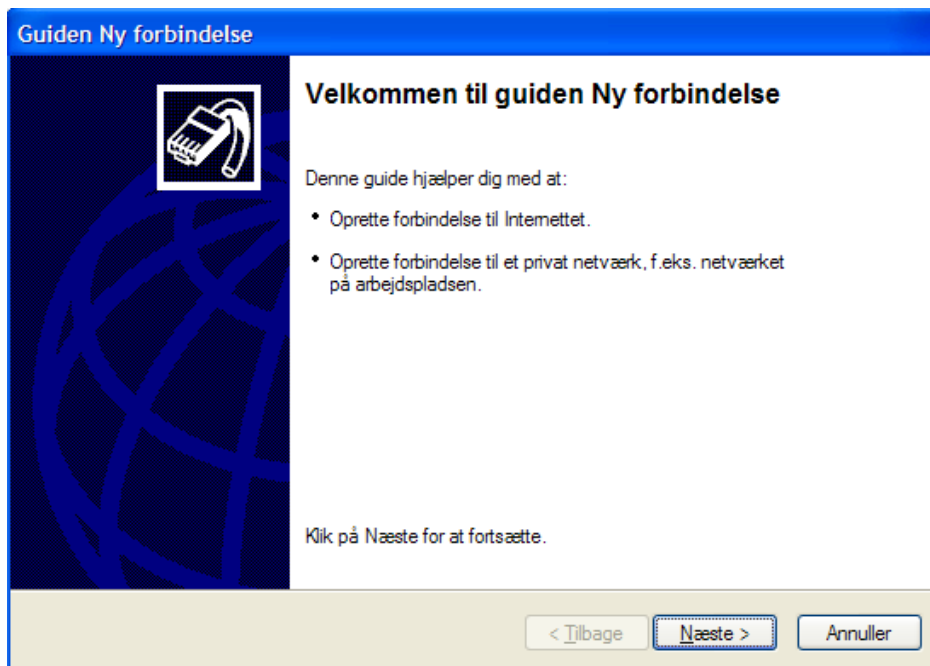 Guiden Ny forbindelse
Velkommen til guiden Ny forbindelse
Denne guide hjælper dig med at:
• Oprette forbindelse til Internettet.
• Oprette forbindelse til et privat netværk, f.eks. netværket
på arbejdspladsen.
Klik på Næste for at fortsætte.
< Tilbage Næste > Annuller